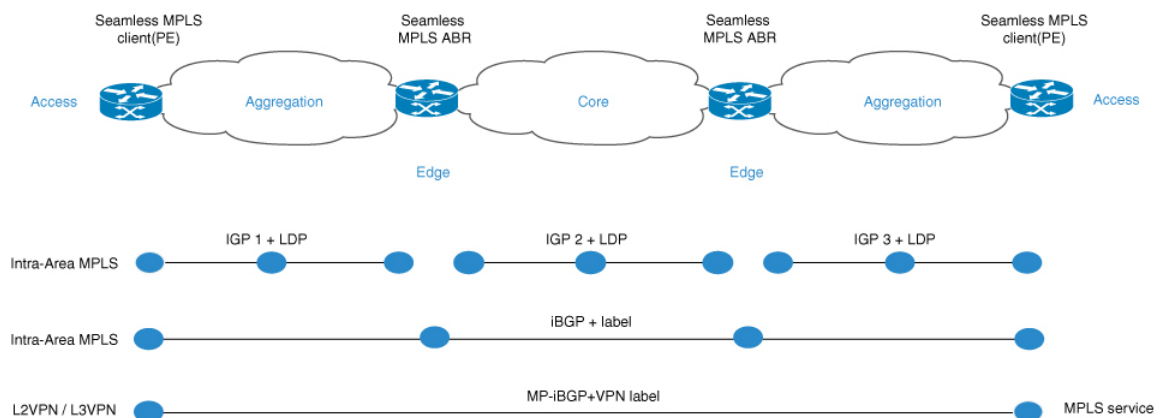 Seamless MPLS
client(PE)
Seamless
MPLS ABR
Seamless
MPLS ABR
Seamless MPLS
client(PE)
Access
Aggregation
Core
Aggregation
Access
Edge
Edge
IGP 1 + LDP
IGP 2 + LDP
IGP 3 + LDP
Intra-Area MPLS
iBGP + label
Intra-Area MPLS
MP-iBGP+VPN label
L2VPN / L3VPN
MPLS service